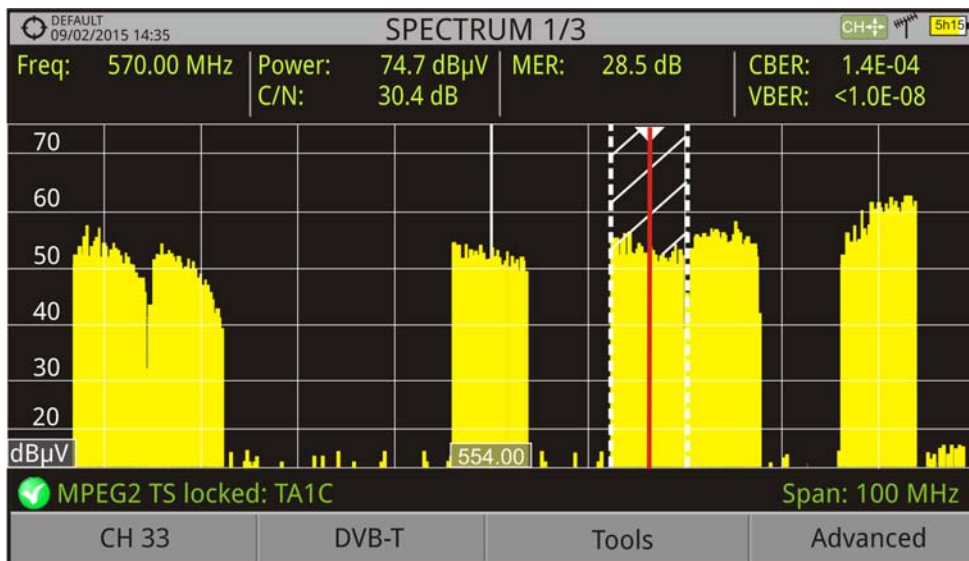 DEFAULT
09/02/2015 14:35
SPECTRUM 1/3
CH
5h15
Freq: 570.00 MHz
Power: 74.7 dBµV
C/N: 30.4 dB
MER: 28.5 dB
CBER: 1.4E-04
VBER: <1.0E-08
70
60
50
40
30
20
dBµV
554.00
MPEG2 TS locked: TA1C
Span: 100 MHz
CH 33
DVB-T
Tools
Advanced